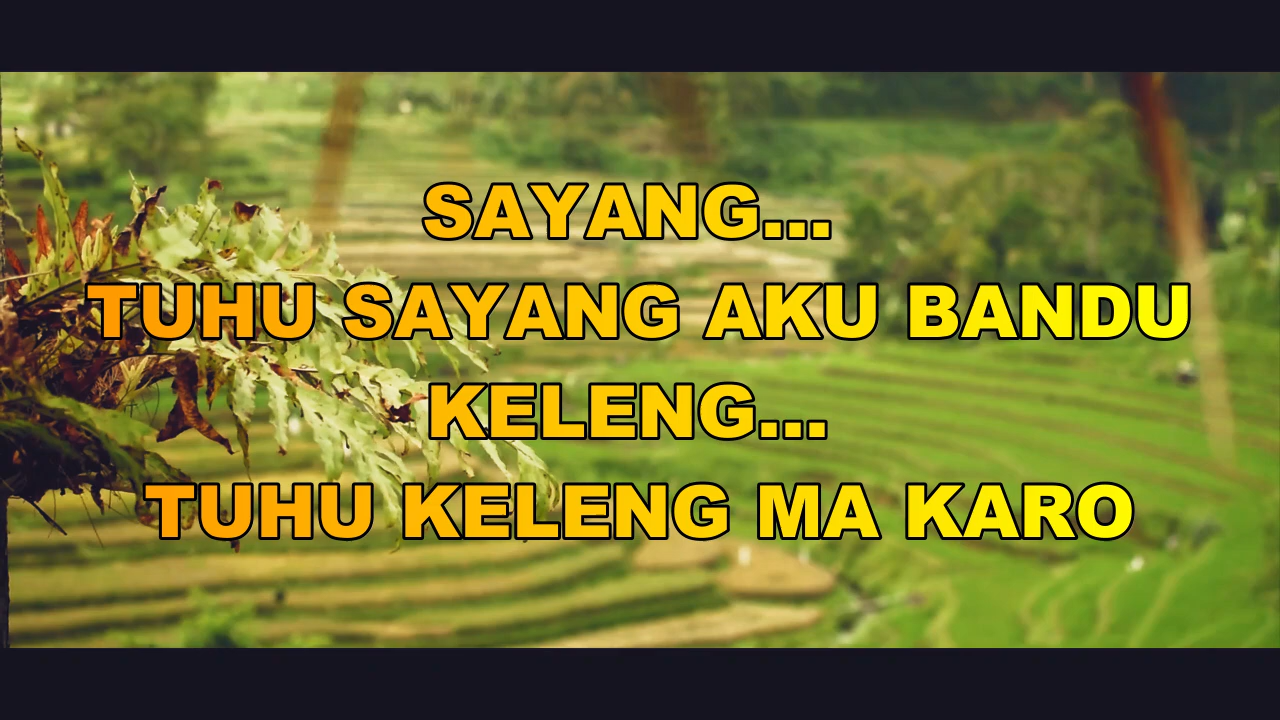 SAYANG...
TUHU SAYANG AKU BANDU
KELENG...
TUHU KELENG MA KARO